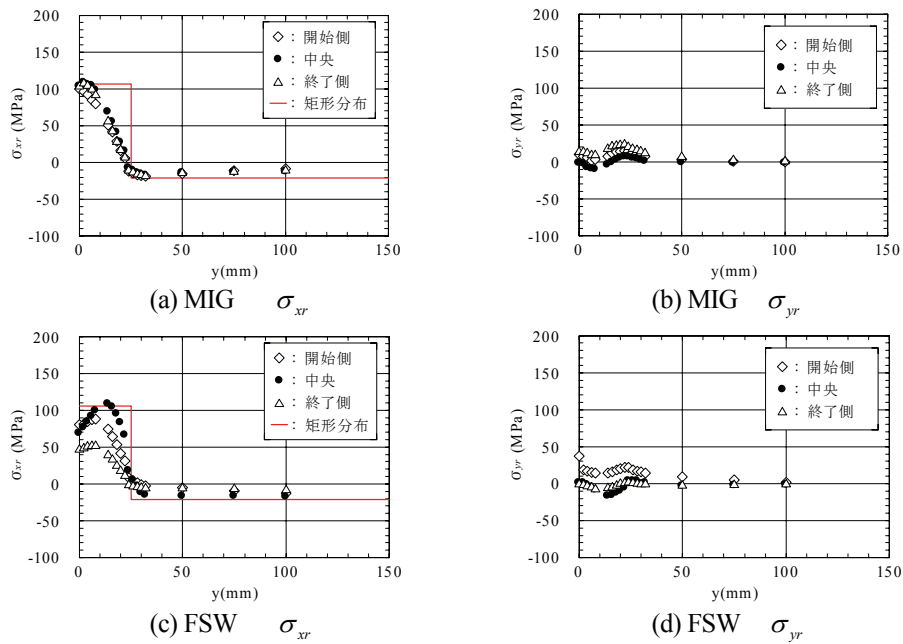 200
150
100
50
0
-50
-100
σxr (MPa)
◇ : 開始側
● : 中央
△ : 終了側
— : 矩形分布
0 50 100 150
y(mm)
(a) MIG σxr
200
150
100
50
0
-50
-100
σyr (MPa)
◇ : 開始側
● : 中央
△ : 終了側
0 50 100 150
y(mm)
(b) MIG σyr
200
150
100
50
0
-50
-100
σxr (MPa)
◇ : 開始側
● : 中央
△ : 終了側
— : 矩形分布
0 50 100 150
y(mm)
(c) FSW σxr
200
150
100
50
0
-50
-100
σyr (MPa)
◇ : 開始側
● : 中央
△ : 終了側
0 50 100 150
y(mm)
(d) FSW σyr